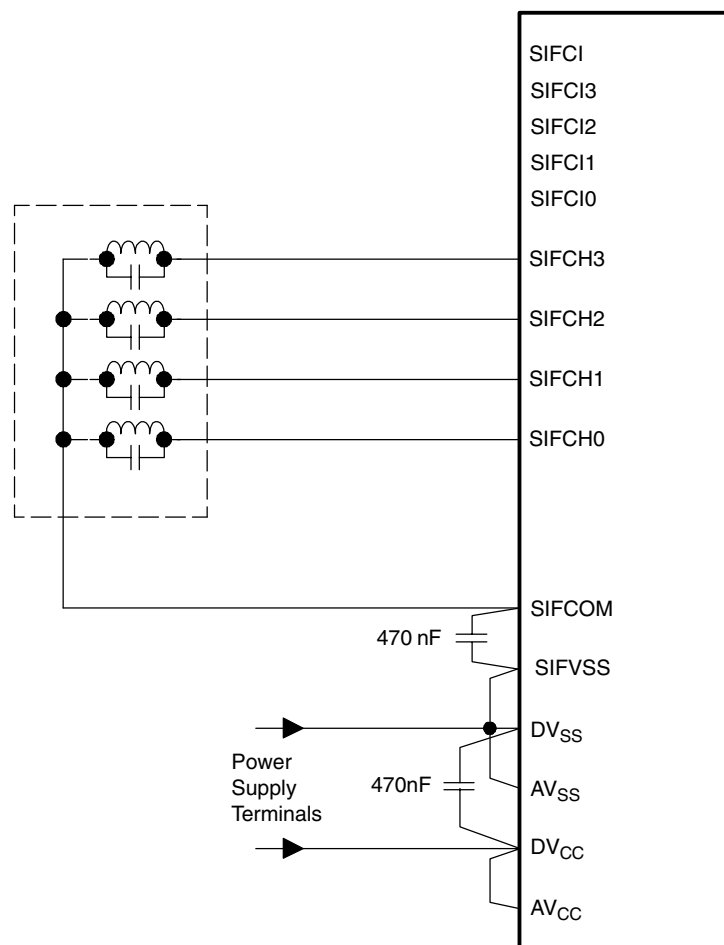 SIFCI
SIFCI3
SIFCI2
SIFCI1
SIFCI0
SIFCH3
SIFCH2
SIFCH1
SIFCH0
SIFCOM
470 nF
SIFVSS
DVSS
Power
Supply
Terminals
470nF
AVSS
DVCC
AVCC